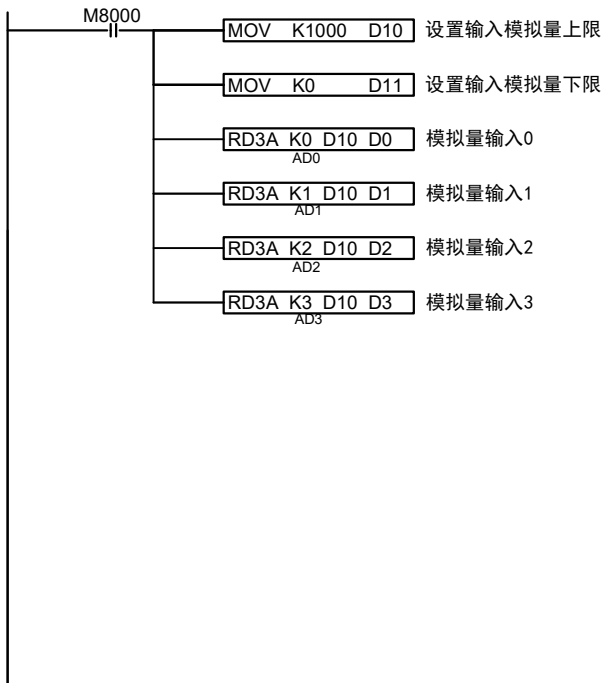 M8000
MOV K1000 D10 设置输入模拟量上限
MOV K0 D11 设置输入模拟量下限
RD3A K0 D10 D0 模拟量输入0
AD0
RD3A K1 D10 D1 模拟量输入1
AD1
RD3A K2 D10 D2 模拟量输入2
AD2
RD3A K3 D10 D3 模拟量输入3
AD3